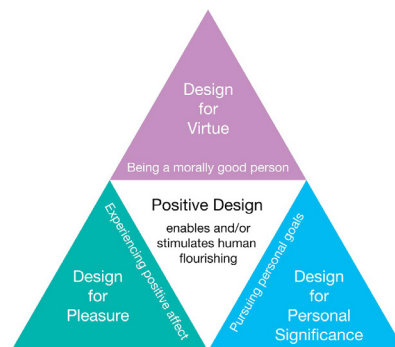 Design
for
Virtue
Being a morally good person
Positive Design
enables and/or
stimulates human
flourishing
Experiencing positive affect
Pursuing personal goals
Design
for
Pleasure
Design
for
Personal
Significance